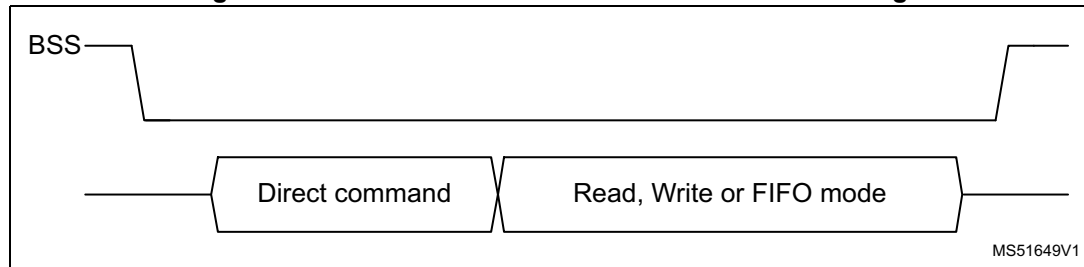 BSS
Direct command
Read, Write or FIFO mode
MS51649V1